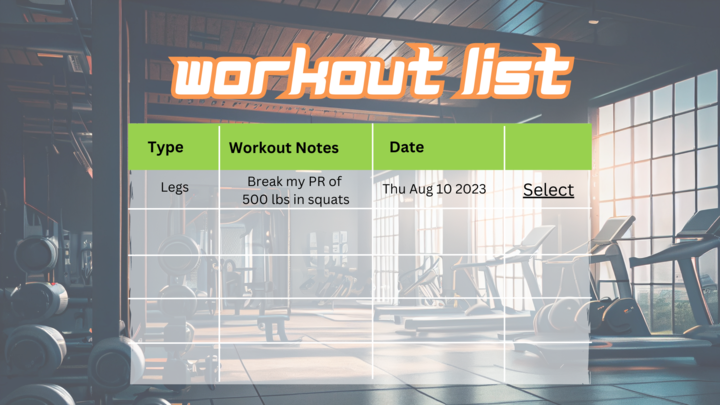 workout list
Type Workout Notes Date
Legs Break my PR of
500 lbs in squats Thu Aug 10 2023 Select